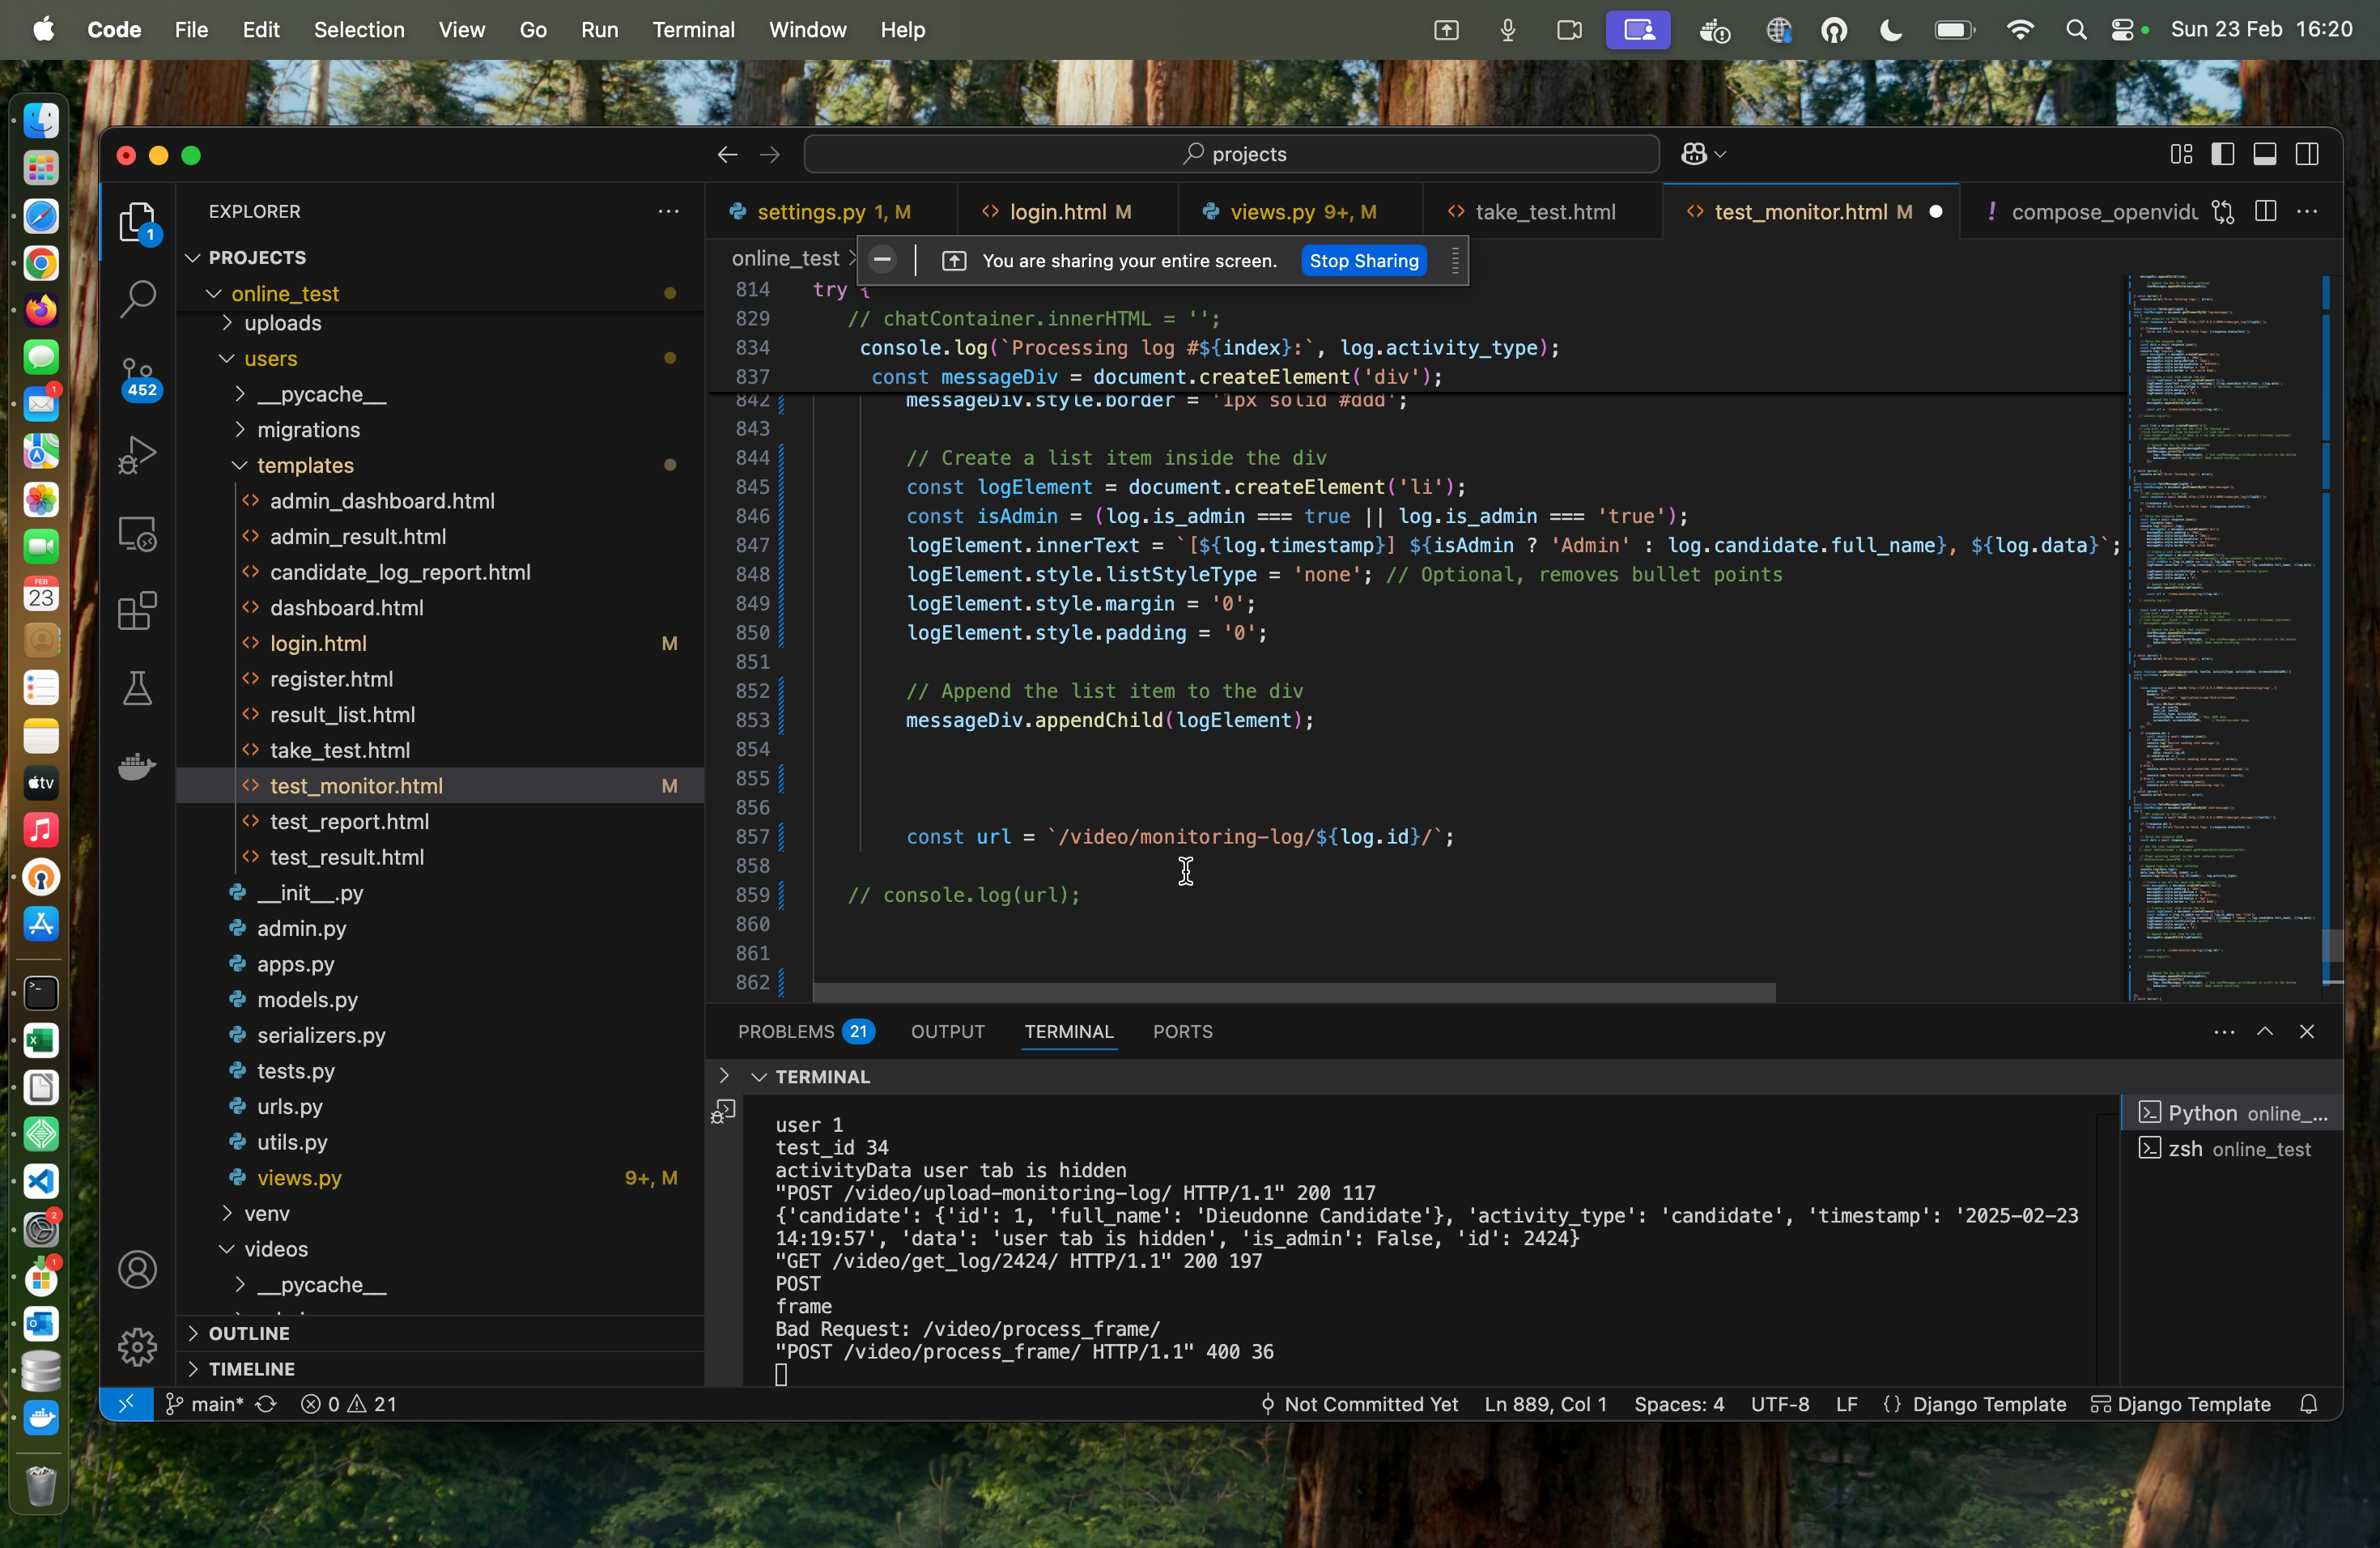 Code File Edit Selection View Go Run Terminal Window Help Sun 23 Feb 16:20
projects
EXPLORER
PROJECTS
online_test
uploads
users
__pycache__
migrations
templates
admin_dashboard.html
admin_result.html
candidate_log_report.html
dashboard.html
login.html M
register.html
result_list.html
take_test.html
test_monitor.html M
test_report.html
test_result.html
__init__.py
admin.py
apps.py
models.py
serializers.py
tests.py
urls.py
utils.py
views.py 9+, M
venv
videos
__pycache__
OUTLINE
TIMELINE
1
452
settings.py 1, M login.html M views.py 9+, M take_test.html test_monitor.html M ! compose_openvidu
online_test >
You are sharing your entire screen. Stop Sharing
814 try {
829 // chatContainer.innerHTML = '';
834 console.log(`Processing log #${index}:`, log.activity_type);
837 const messageDiv = document.createElement('div');
842 messageDiv.style.border = '1px solid #ddd';
843
844 // Create a list item inside the div
845 const logElement = document.createElement('li');
846 const isAdmin = (log.is_admin === true || log.is_admin === 'true');
847 logElement.innerText = `[${log.timestamp}] ${isAdmin ? 'Admin' : log.candidate.full_name}, ${log.data}`;
848 logElement.style.listStyleType = 'none'; // Optional, removes bullet points
849 logElement.style.margin = '0';
850 logElement.style.padding = '0';
851
852 // Append the list item to the div
853 messageDiv.appendChild(logElement);
854
855
856
857 const url = `/video/monitoring-log/${log.id}/`;
858
859 // console.log(url);
860
861
862
PROBLEMS 21 OUTPUT TERMINAL PORTS
TERMINAL
user 1
test_id 34
activityData user tab is hidden
"POST /video/upload-monitoring-log/ HTTP/1.1" 200 117
{'candidate': {'id': 1, 'full_name': 'Dieudonne Candidate'}, 'activity_type': 'candidate', 'timestamp': '2025-02-23
14:19:57', 'data': 'user tab is hidden', 'is_admin': False, 'id': 2424}
"GET /video/get_log/2424/ HTTP/1.1" 200 197
POST
frame
Bad Request: /video/process_frame/
"POST /video/process_frame/ HTTP/1.1" 400 36
Python online_...
zsh online_test
main* 0 21 Not Committed Yet Ln 889, Col 1 Spaces: 4 UTF-8 LF {} Django Template Django Template
1
FEB
23
tv
2
1